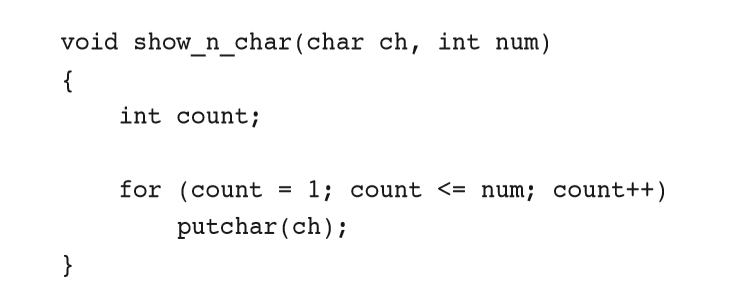 void show_n_char(char ch, int num)
{
    int count;

    for (count = 1; count <= num; count++)
        putchar(ch);
}